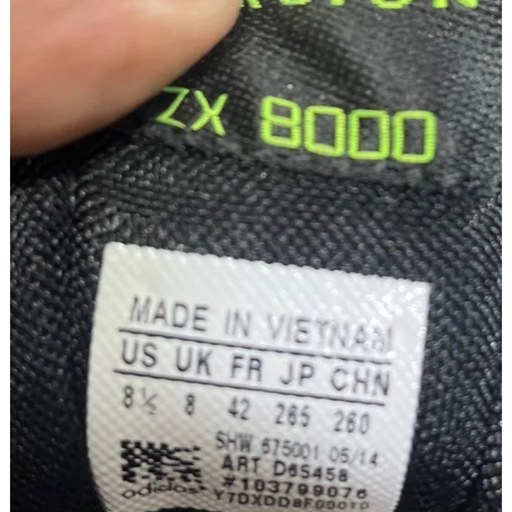 ZX 8000
MADE IN VIETNAM
US UK FR JP CHN
8½ 8 42 265 260
SHW 675001 05/14
ART D65458
#103799076
adidas